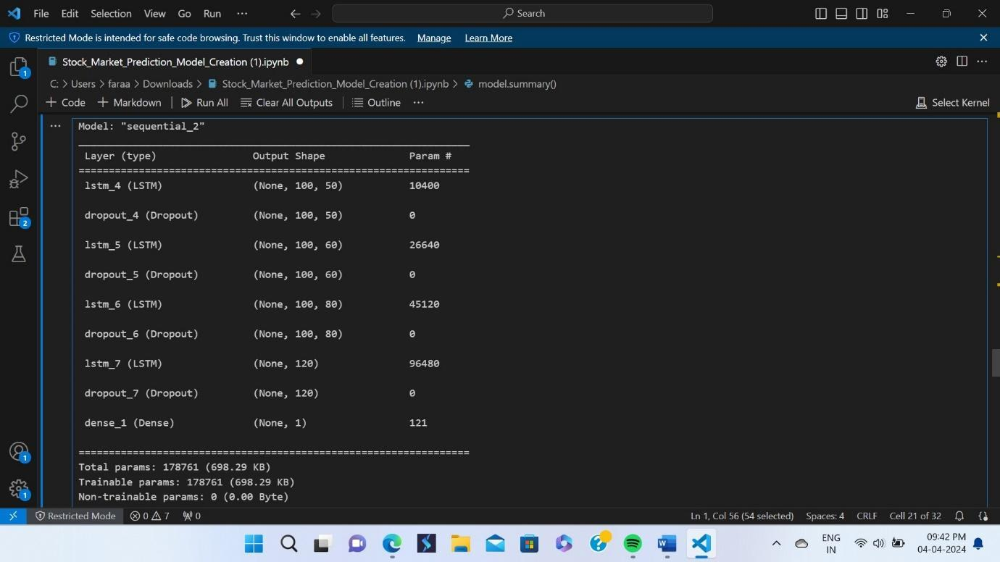 File Edit Selection View Go Run ··· Search
Restricted Mode is intended for safe code browsing. Trust this window to enable all features. Manage Learn More
Stock_Market_Prediction_Model_Creation (1).ipynb
C: > Users > faraa > Downloads > Stock_Market_Prediction_Model_Creation (1).ipynb > model.summary()
+ Code + Markdown Run All Clear All Outputs Outline ···
Select Kernel
Model: "sequential_2"
Layer (type) Output Shape Param #
=================================================================
lstm_4 (LSTM) (None, 100, 50) 10400
dropout_4 (Dropout) (None, 100, 50) 0
lstm_5 (LSTM) (None, 100, 60) 26640
dropout_5 (Dropout) (None, 100, 60) 0
lstm_6 (LSTM) (None, 100, 80) 45120
dropout_6 (Dropout) (None, 100, 80) 0
lstm_7 (LSTM) (None, 120) 96480
dropout_7 (Dropout) (None, 120) 0
dense_1 (Dense) (None, 1) 121
=================================================================
Total params: 178761 (698.29 KB)
Trainable params: 178761 (698.29 KB)
Non-trainable params: 0 (0.00 Byte)
1
2
1
1
Restricted Mode 0 7 0 Ln 1, Col 56 (54 selected) Spaces: 4 CRLF Cell 21 of 32
ENG
IN
09:42 PM
04-04-2024